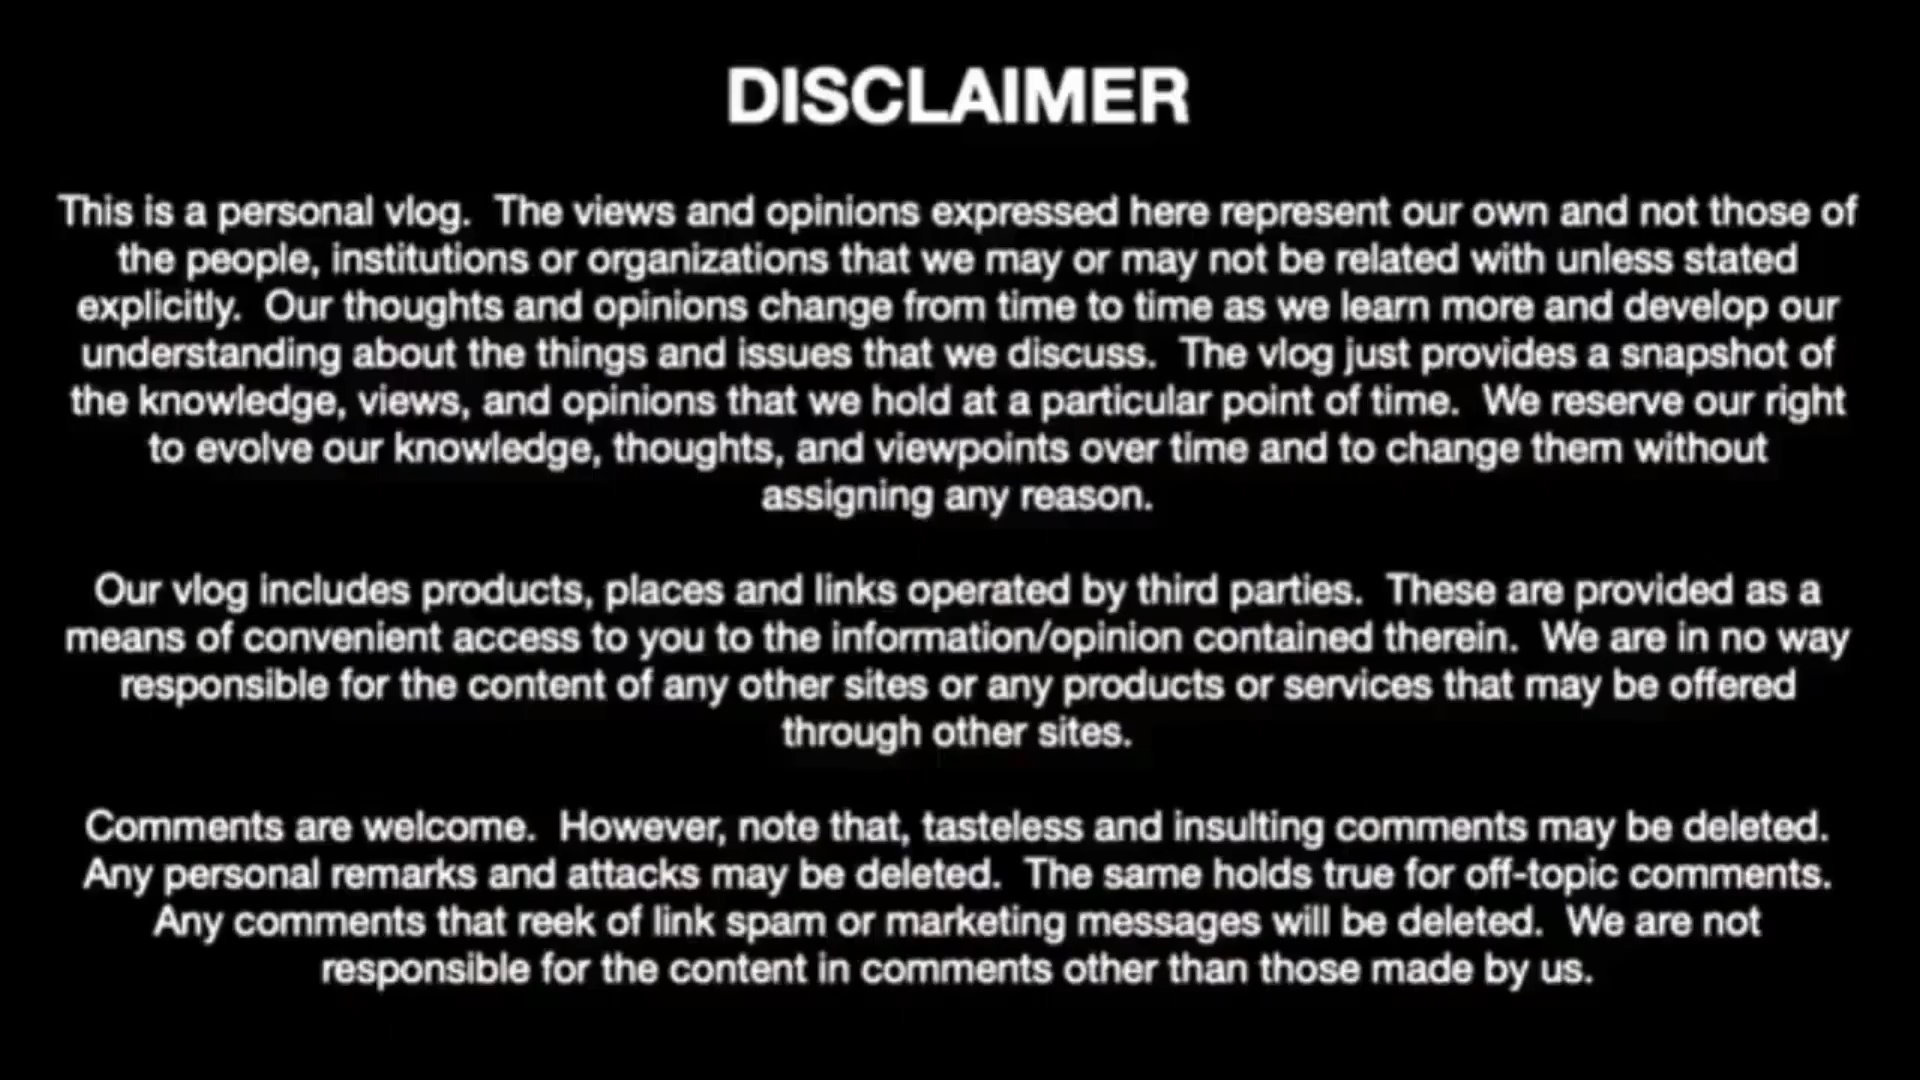 DISCLAIMER
This is a personal vlog.  The views and opinions expressed here represent our own and not those of
the people, institutions or organizations that we may or may not be related with unless stated
explicitly.  Our thoughts and opinions change from time to time as we learn more and develop our
understanding about the things and issues that we discuss.  The vlog just provides a snapshot of
the knowledge, views, and opinions that we hold at a particular point of time.  We reserve our right
to evolve our knowledge, thoughts, and viewpoints over time and to change them without
assigning any reason.
Our vlog includes products, places and links operated by third parties.  These are provided as a
means of convenient access to you to the information/opinion contained therein.  We are in no way
responsible for the content of any other sites or any products or services that may be offered
through other sites.
Comments are welcome.  However, note that, tasteless and insulting comments may be deleted.
Any personal remarks and attacks may be deleted.  The same holds true for off-topic comments.
Any comments that reek of link spam or marketing messages will be deleted.  We are not
responsible for the content in comments other than those made by us.